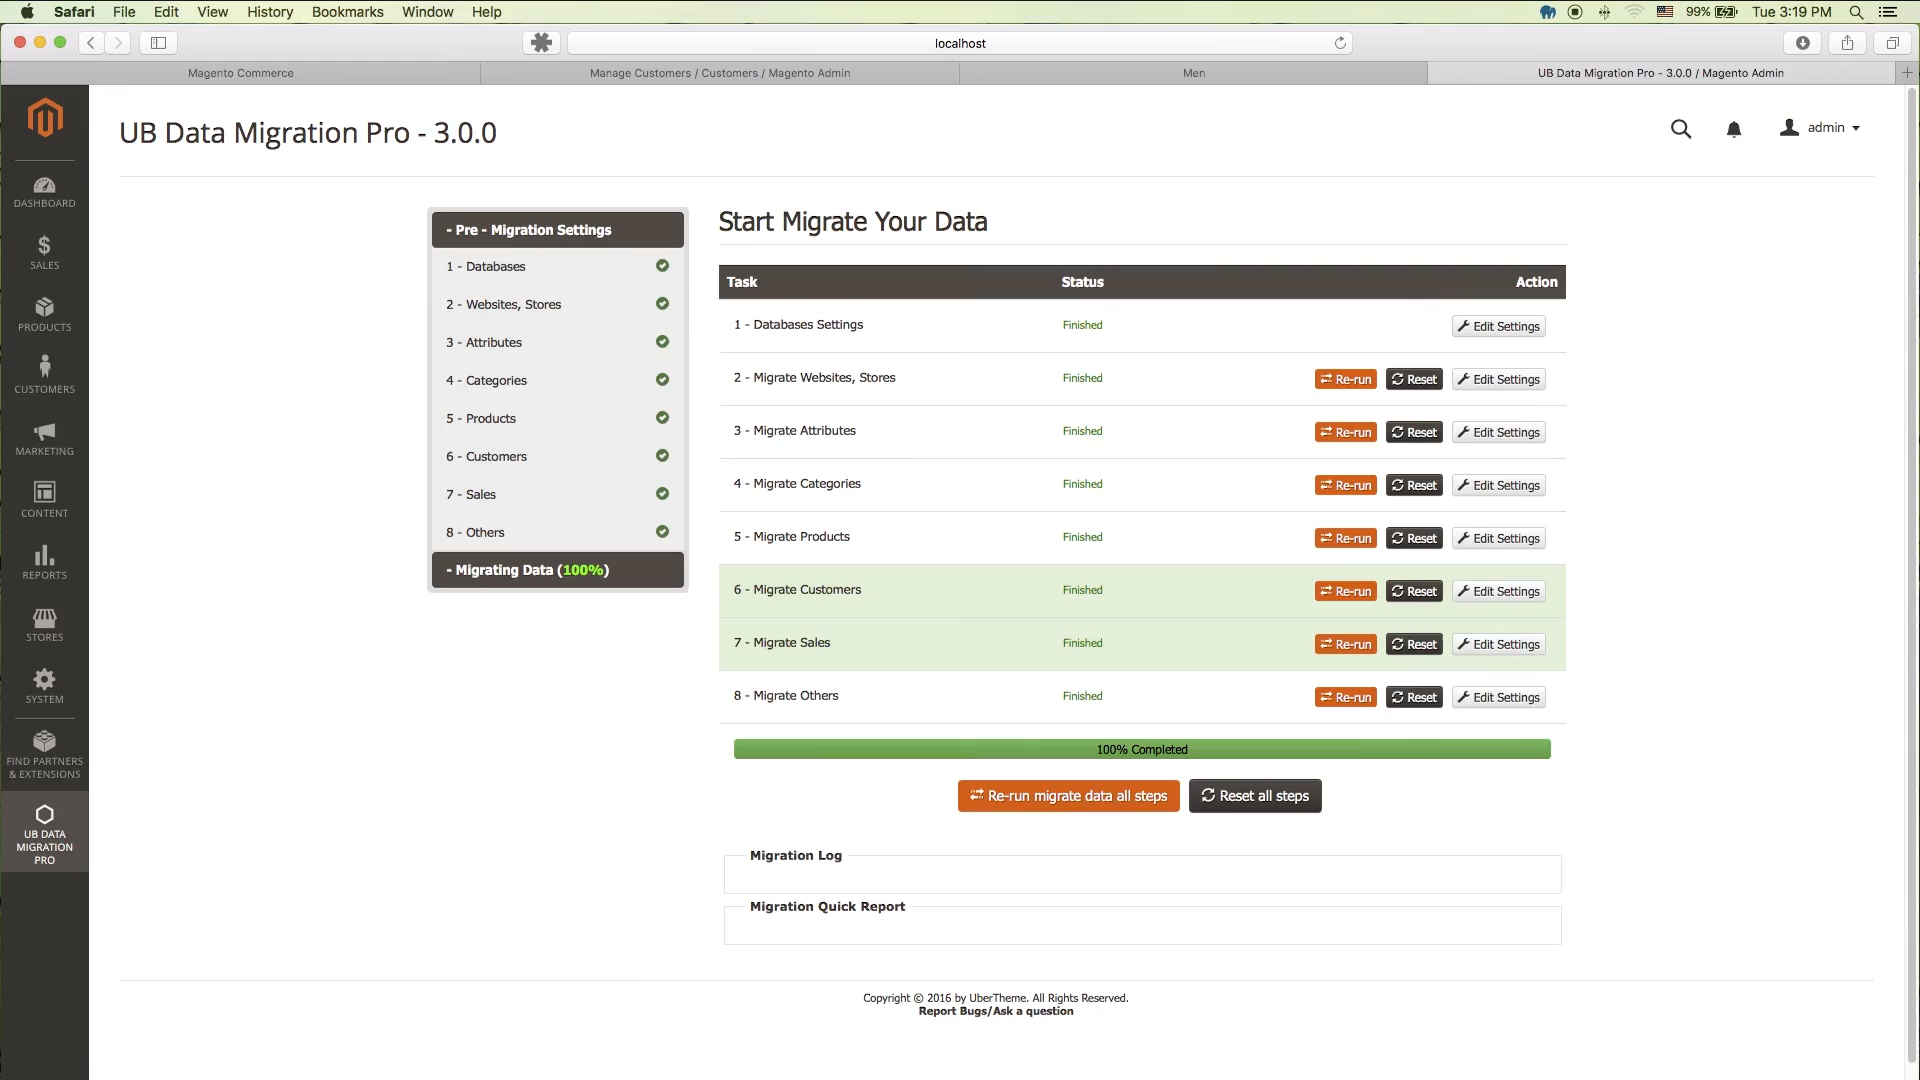 Safari File Edit View History Bookmarks Window Help 99% Tue 3:19 PM
localhost
Magento Commerce Manage Customers / Customers / Magento Admin Men UB Data Migration Pro - 3.0.0 / Magento Admin
UB Data Migration Pro - 3.0.0
admin
DASHBOARD
SALES
PRODUCTS
CUSTOMERS
MARKETING
CONTENT
REPORTS
STORES
SYSTEM
FIND PARTNERS
& EXTENSIONS
UB DATA
MIGRATION
PRO
- Pre - Migration Settings
1 - Databases
2 - Websites, Stores
3 - Attributes
4 - Categories
5 - Products
6 - Customers
7 - Sales
8 - Others
- Migrating Data (100%)
Start Migrate Your Data
Task Status Action
1 - Databases Settings Finished Edit Settings
2 - Migrate Websites, Stores Finished Re-run Reset Edit Settings
3 - Migrate Attributes Finished Re-run Reset Edit Settings
4 - Migrate Categories Finished Re-run Reset Edit Settings
5 - Migrate Products Finished Re-run Reset Edit Settings
6 - Migrate Customers Finished Re-run Reset Edit Settings
7 - Migrate Sales Finished Re-run Reset Edit Settings
8 - Migrate Others Finished Re-run Reset Edit Settings
100% Completed
Re-run migrate data all steps Reset all steps
Migration Log
Migration Quick Report
Copyright © 2016 by UberTheme. All Rights Reserved.
Report Bugs/Ask a question